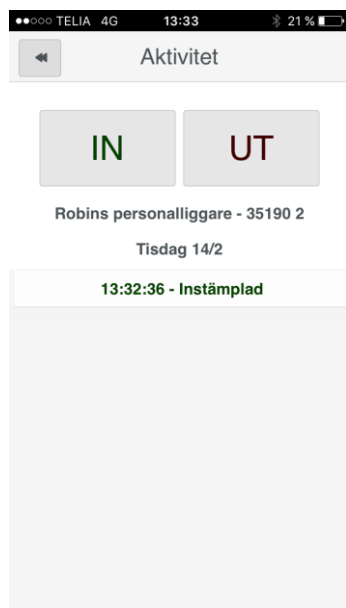 TELIA 4G 13:33 21 %
Aktivitet
IN UT
Robins personalliggare - 35190 2
Tisdag 14/2
13:32:36 - Instämplad